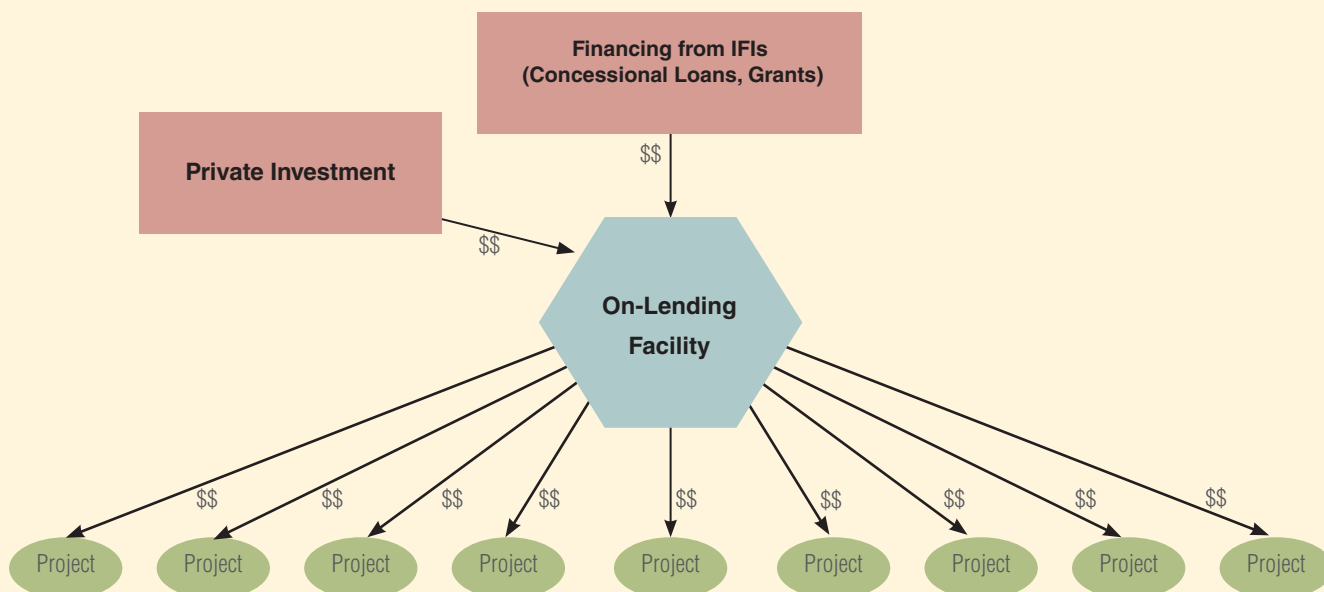 Financing from IFIs
(Concessional Loans, Grants)
$$
Private Investment
$$
On-Lending
Facility
$$
$$
$$
$$
$$
$$
$$
$$
$$
Project
Project
Project
Project
Project
Project
Project
Project
Project